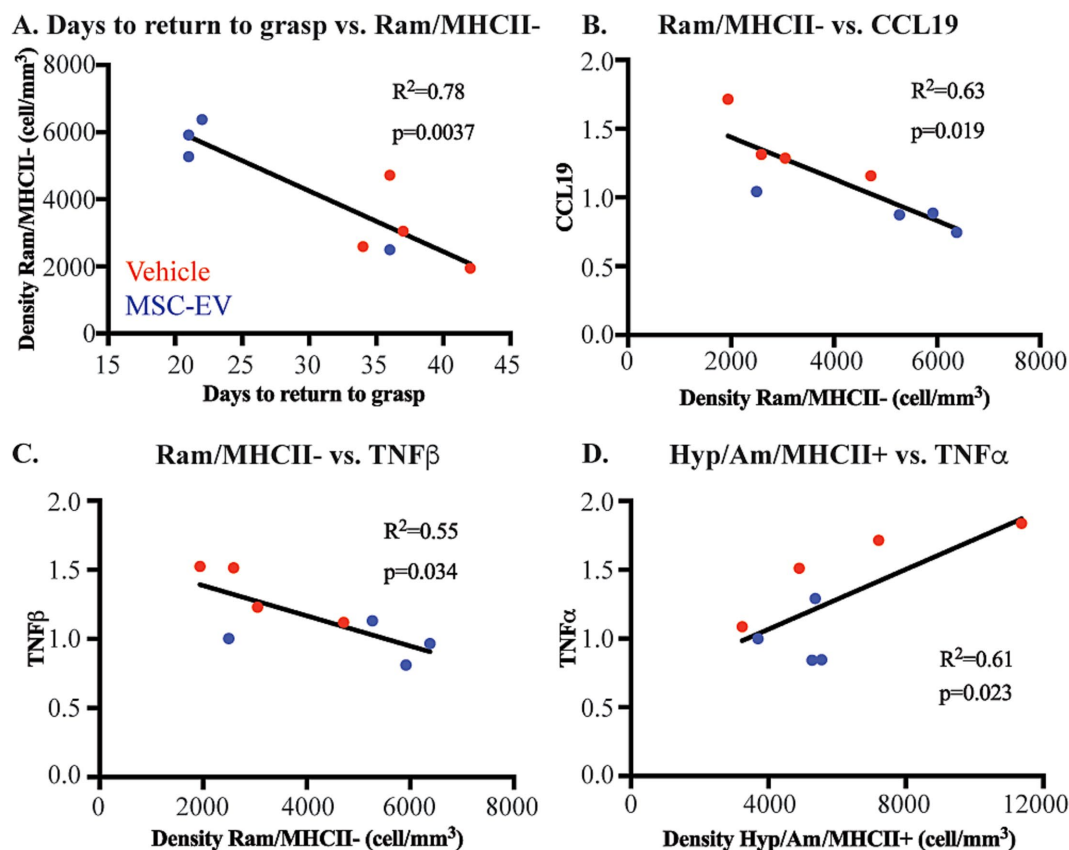 A. Days to return to grasp vs. Ram/MHCII-
Density Ram/MHCII- (cell/mm³)
8000
6000
4000
2000
0
R²=0.78
p=0.0037
Vehicle
MSC-EV
15 20 25 30 35 40 45
Days to return to grasp
B. Ram/MHCII- vs. CCL19
CCL19
2.0
1.5
1.0
0.5
0.0
R²=0.63
p=0.019
0 2000 4000 6000 8000
Density Ram/MHCII- (cell/mm³)
C. Ram/MHCII- vs. TNFβ
TNFβ
2.0
1.5
1.0
0.5
0.0
R²=0.55
p=0.034
0 2000 4000 6000 8000
Density Ram/MHCII- (cell/mm³)
D. Hyp/Am/MHCII+ vs. TNFα
TNFα
2.0
1.5
1.0
0.5
0.0
R²=0.61
p=0.023
0 4000 8000 12000
Density Hyp/Am/MHCII+ (cell/mm³)